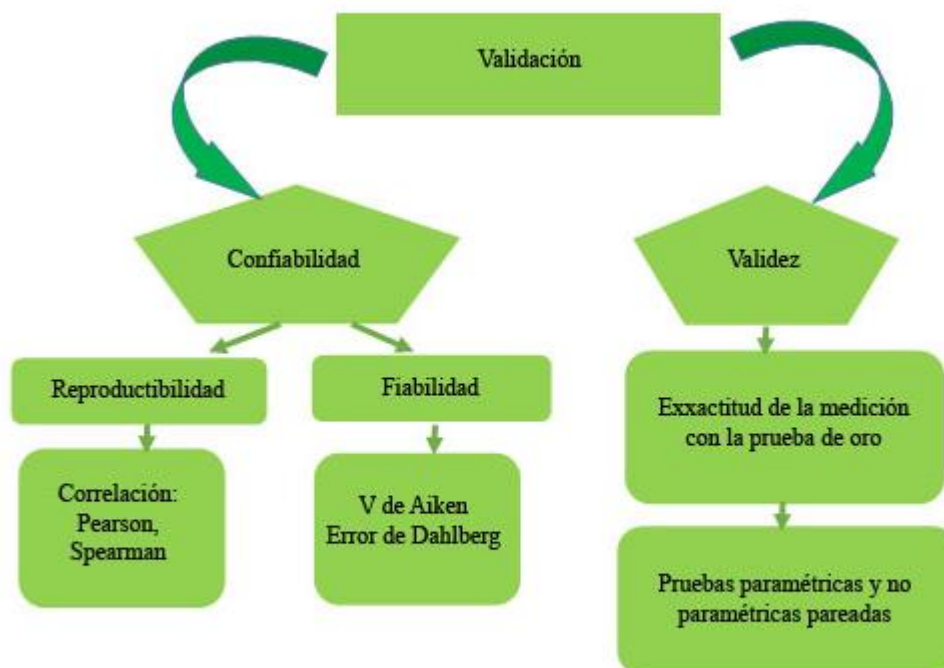 Validación
Confiabilidad
Validez
Reproductibilidad
Fiabilidad
Exxactitud de la medición
con la prueba de oro
Correlación:
Pearson,
Spearman
V de Aiken
Error de Dahlberg
Pruebas paramétricas y no
paramétricas pareadas